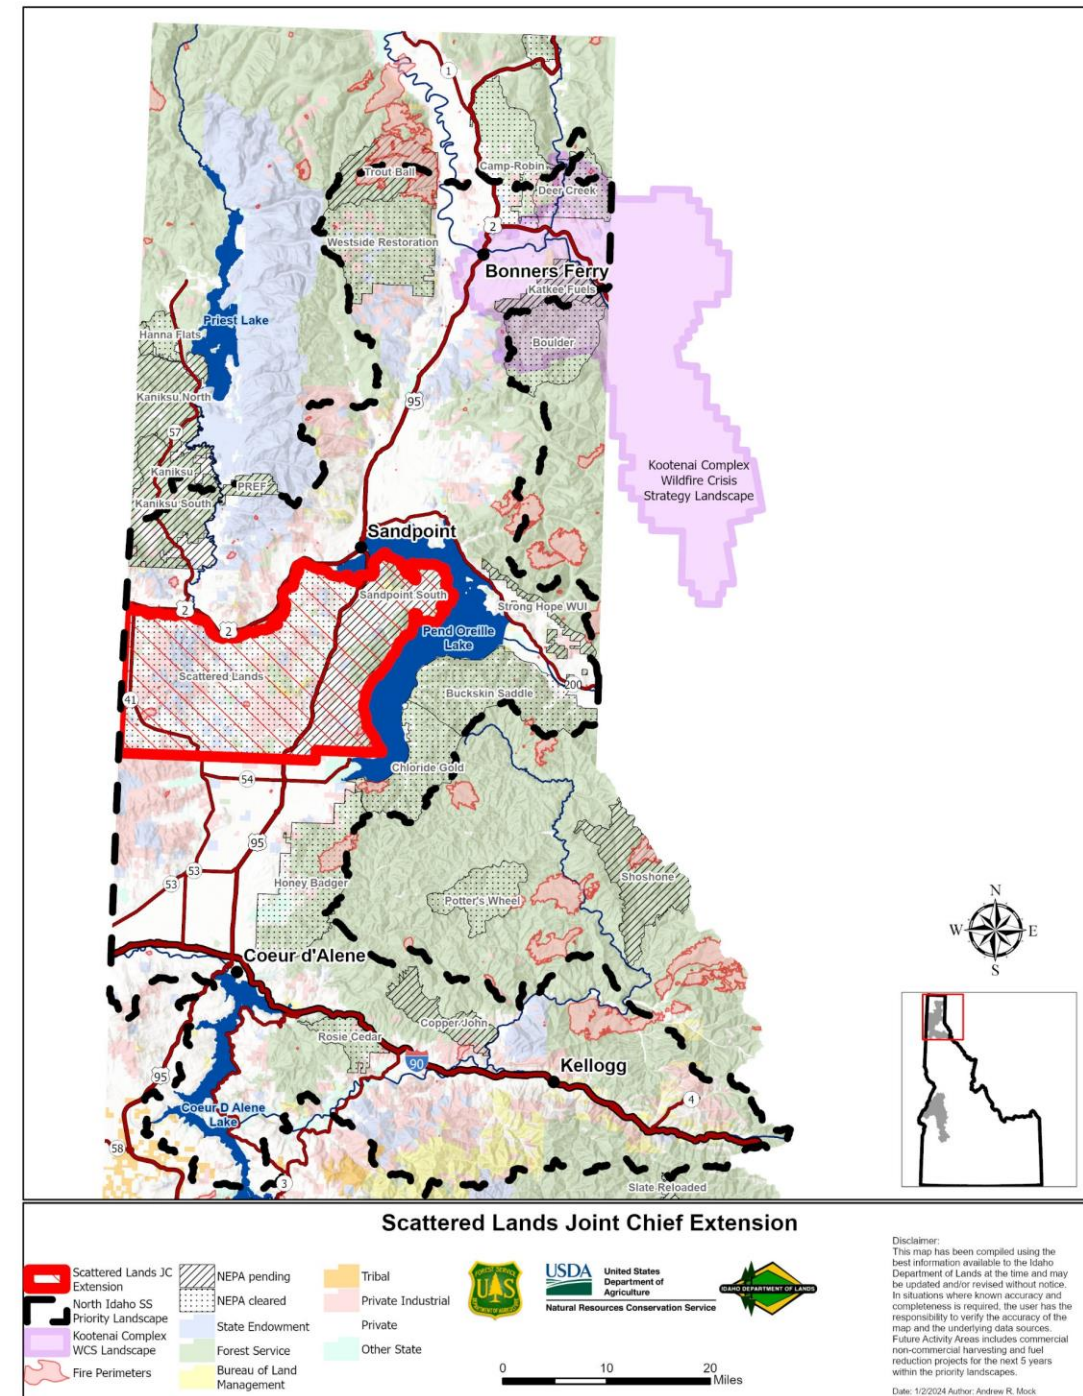 1
Trout Ball
Camp-Robin
Deer Creek
2
Westside Restoration
Bonners Ferry
Katkee Fuels
Priest Lake
Hanna Flats
Boulder
Kaniksu North
95
57
Kootenai Complex
Wildfire Crisis
Strategy Landscape
Kaniksu
PREF
Kaniksu South
Sandpoint
Sandpoint South
2
2
Strong Hope WUI
Pend Oreille
Lake
Scattered Lands
200
Buckskin Saddle
41
Chloride Gold
54
95
53
53
Honey Badger
Shoshone
Potter's Wheel
N
W
E
S
Coeur d'Alene
Copper John
Rosie Cedar
90
Kellogg
95
Coeur D Alene
Lake
4
58
3
Slate Reloaded
Scattered Lands Joint Chief Extension
Scattered Lands JC
Extension
North Idaho SS
Priority Landscape
Kootenai Complex
WCS Landscape
Fire Perimeters
NEPA pending
NEPA cleared
State Endowment
Forest Service
Bureau of Land
Management
Tribal
Private Industrial
Private
Other State
FOREST SERVICE
U S
DEPARTMENT OF AGRICULTURE
USDA
United States
Department of
Agriculture
Natural Resources Conservation Service
IDAHO DEPARTMENT OF LANDS
0
10
20
Miles
Disclaimer:
This map has been compiled using the
best information available to the Idaho
Department of Lands at the time and may
be updated and/or revised without notice.
In situations where known accuracy and
completeness is required, the user has the
responsibility to verify the accuracy of the
map and the underlying data sources.
Future Activity Areas includes commercial
non-commercial harvesting and fuel
reduction projects for the next 5 years
within the priority landscapes.
Date: 1/2/2024 Author: Andrew R. Mock